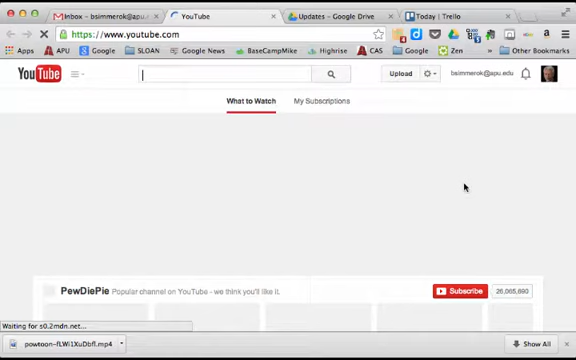 Inbox - bsimmerok@apu.
YouTube
Updates - Google Drive
Today | Trello
https://www.youtube.com
Apps
APU
Google
SLOAN
Google News
BaseCampMike
Highrise
CAS
Google
Zen
»
Other Bookmarks
YouTube
Upload
bsimmerok@apu.edu
What to Watch
My Subscriptions
PewDiePie Popular channel on YouTube - we think you'll like it.
Subscribe
26,065,690
Waiting for s0.2mdn.net...
powtoon-fLWi1XuDbfI.mp4
Show All